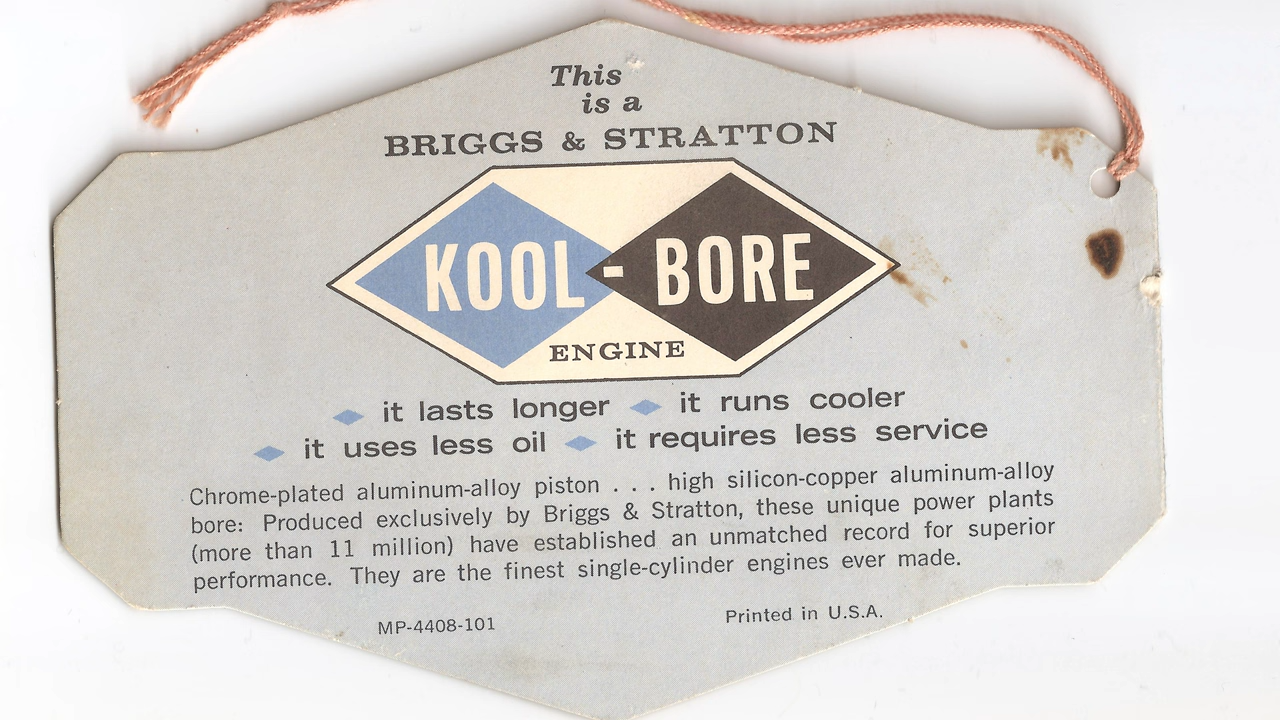 This
is a
BRIGGS & STRATTON
KOOL-BORE
ENGINE
it lasts longer it runs cooler
it uses less oil it requires less service
Chrome-plated aluminum-alloy piston . . . high silicon-copper aluminum-alloy
bore: Produced exclusively by Briggs & Stratton, these unique power plants
(more than 11 million) have established an unmatched record for superior
performance. They are the finest single-cylinder engines ever made.
MP-4408-101 Printed in U.S.A.